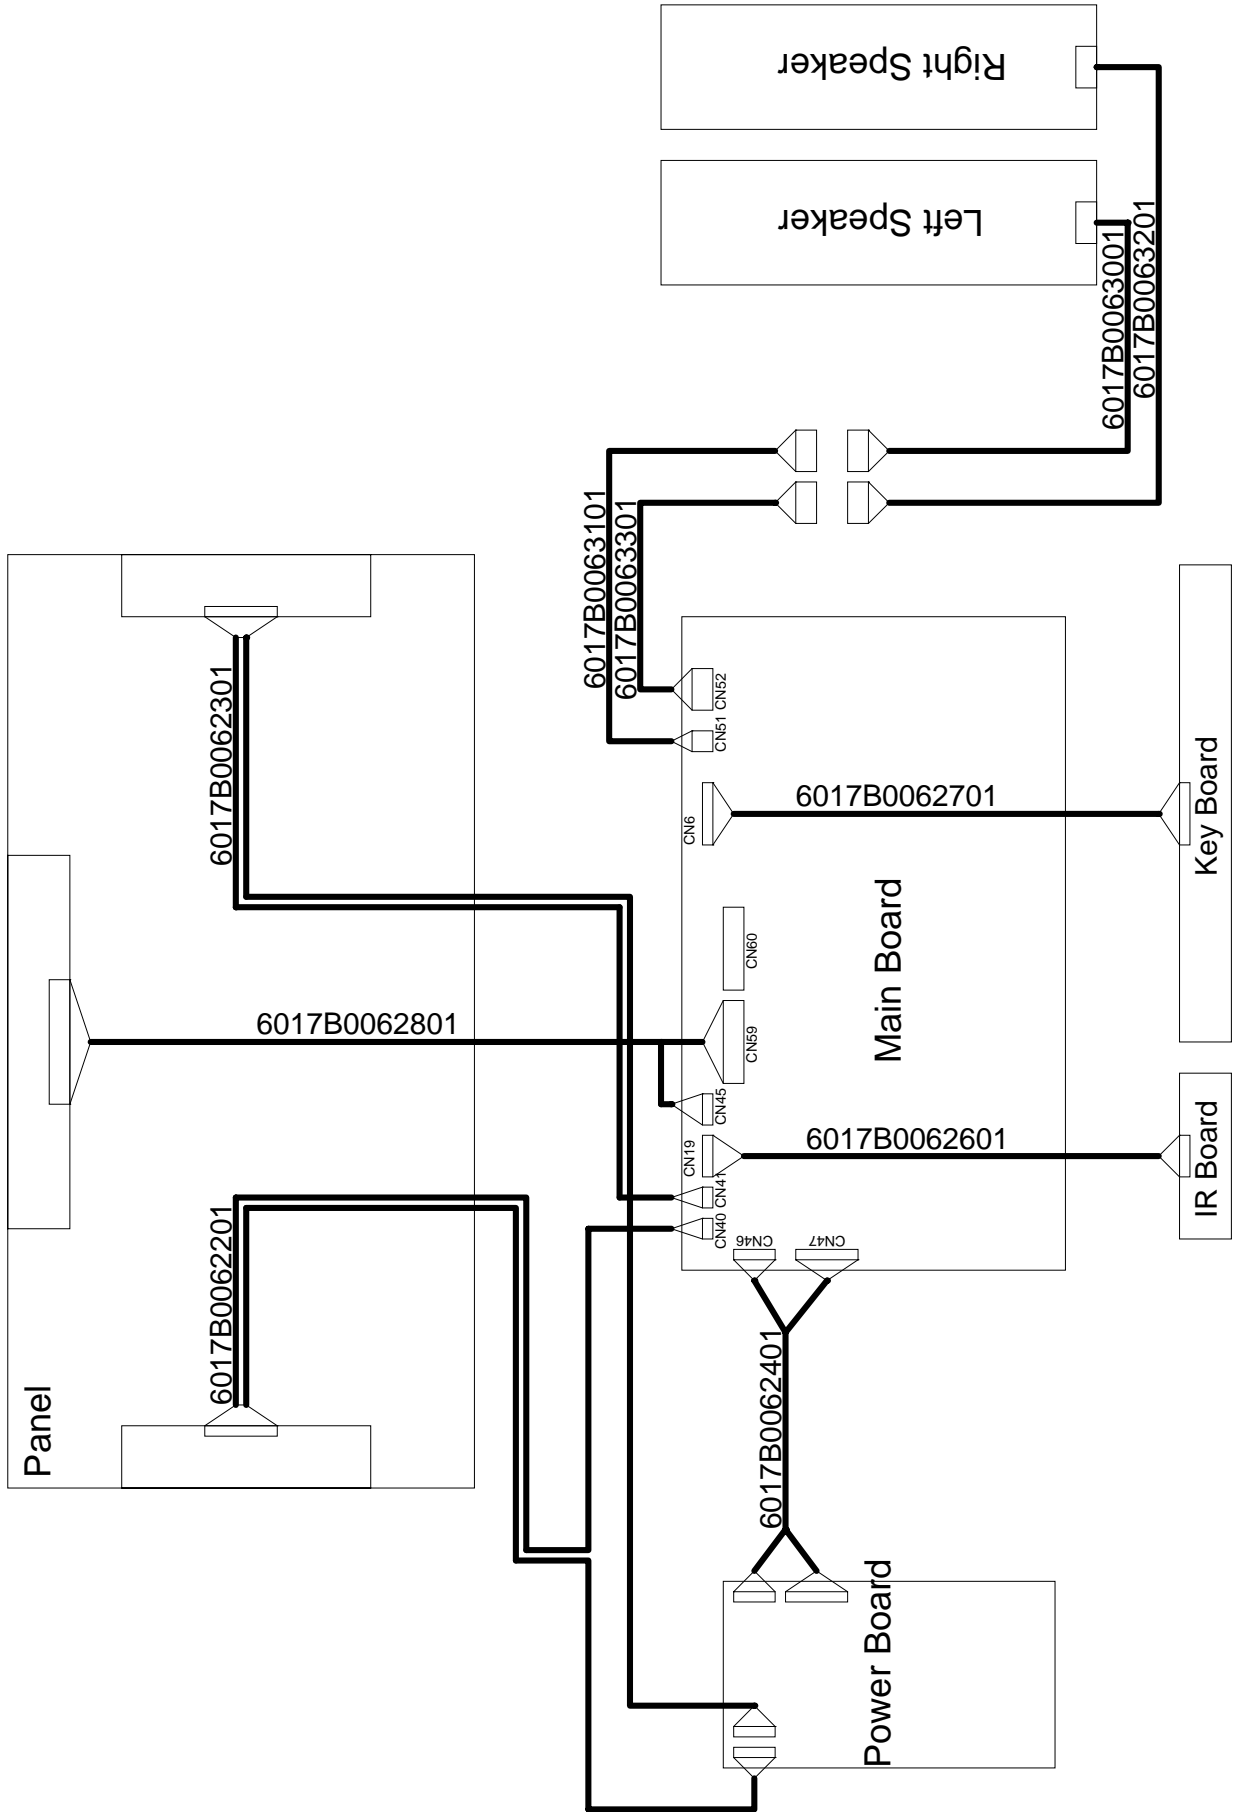 Right Speaker
Left Speaker
6017B0063001
6017B0063201
6017B0063101
6017B0063301
CN52
CN51
6017B0062301
6017B0062701
CN6
Key Board
Main Board
CN60
6017B0062801
CN59
CN45
6017B0062601
CN19
CN41
CN40
IR Board
CN46
CN47
6017B0062201
Panel
6017B0062401
Power Board